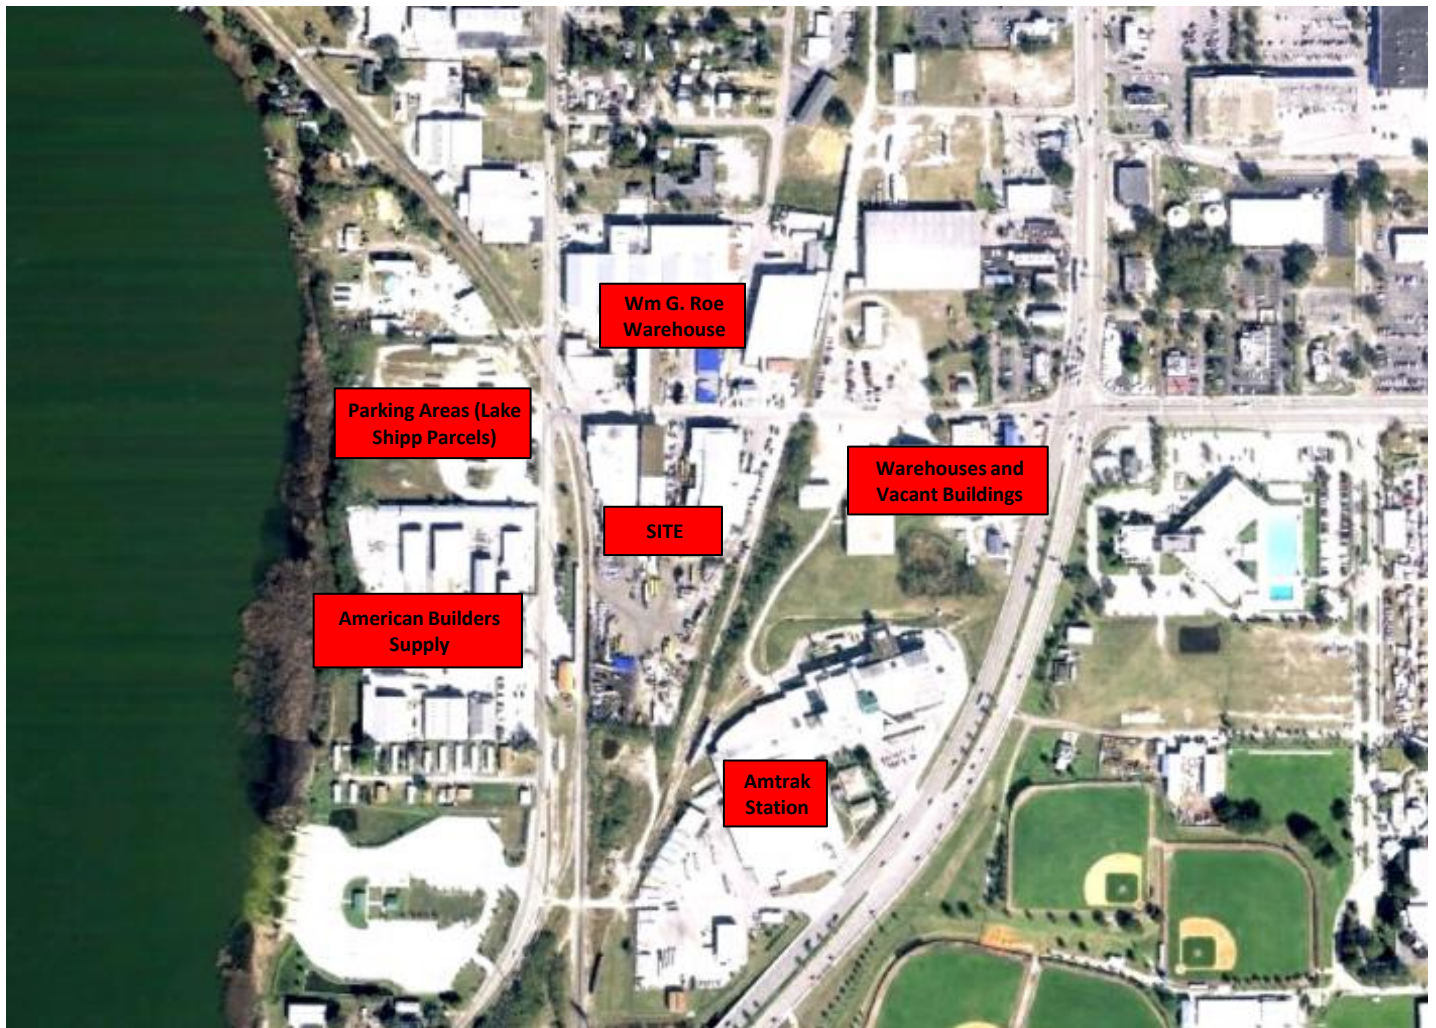 Wm G. Roe
Warehouse
Parking Areas (Lake
Shipp Parcels)
Warehouses and
Vacant Buildings
SITE
American Builders
Supply
Amtrak
Station